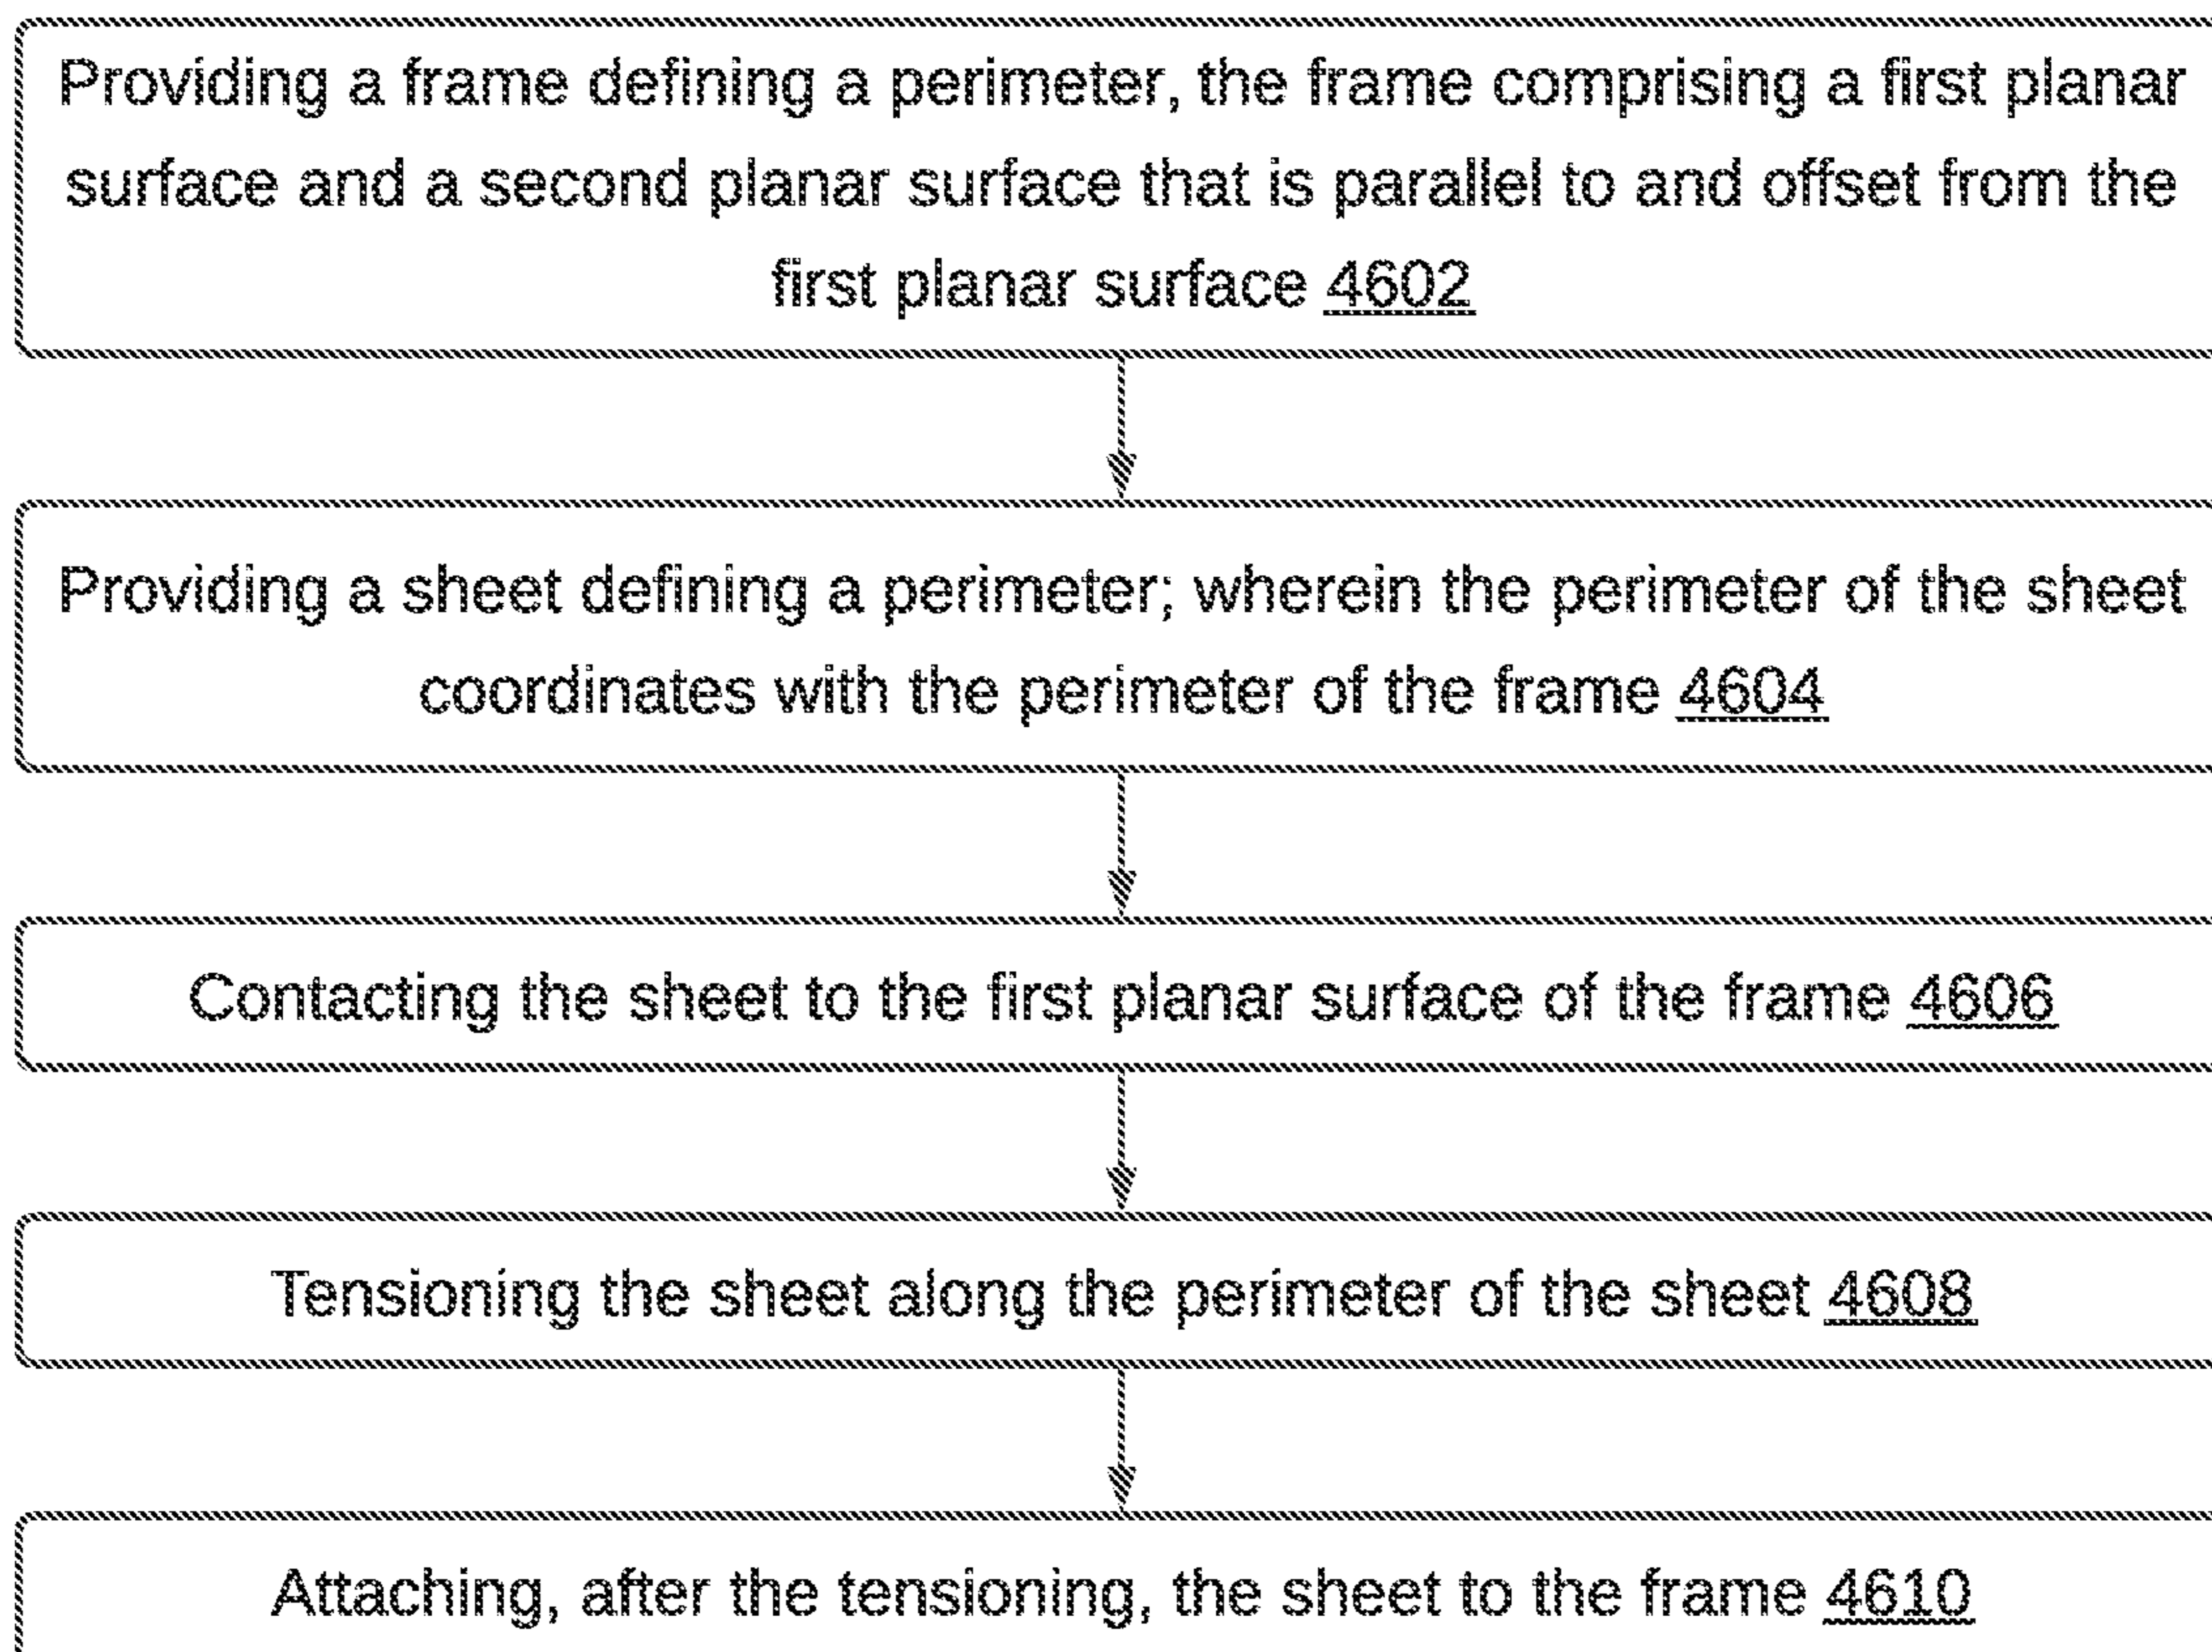 Providing a frame defining a perimeter, the frame comprising a first planar
surface and a second planar surface that is parallel to and offset from the
first planar surface 4602
Providing a sheet defining a perimeter; wherein the perimeter of the sheet
coordinates with the perimeter of the frame 4604
Contacting the sheet to the first planar surface of the frame 4606
Tensioning the sheet along the perimeter of the sheet 4608
Attaching, after the tensioning, the sheet to the frame 4610